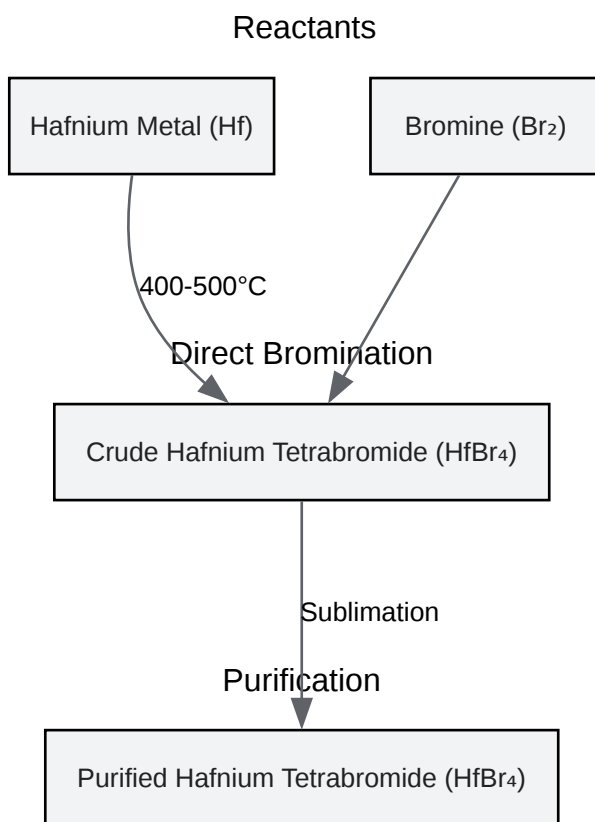 Reactants
Hafnium Metal (Hf)
Bromine (Br₂)
400-500°C
Direct Bromination
Crude Hafnium Tetrabromide (HfBr₄)
Sublimation
Purification
Purified Hafnium Tetrabromide (HfBr₄)